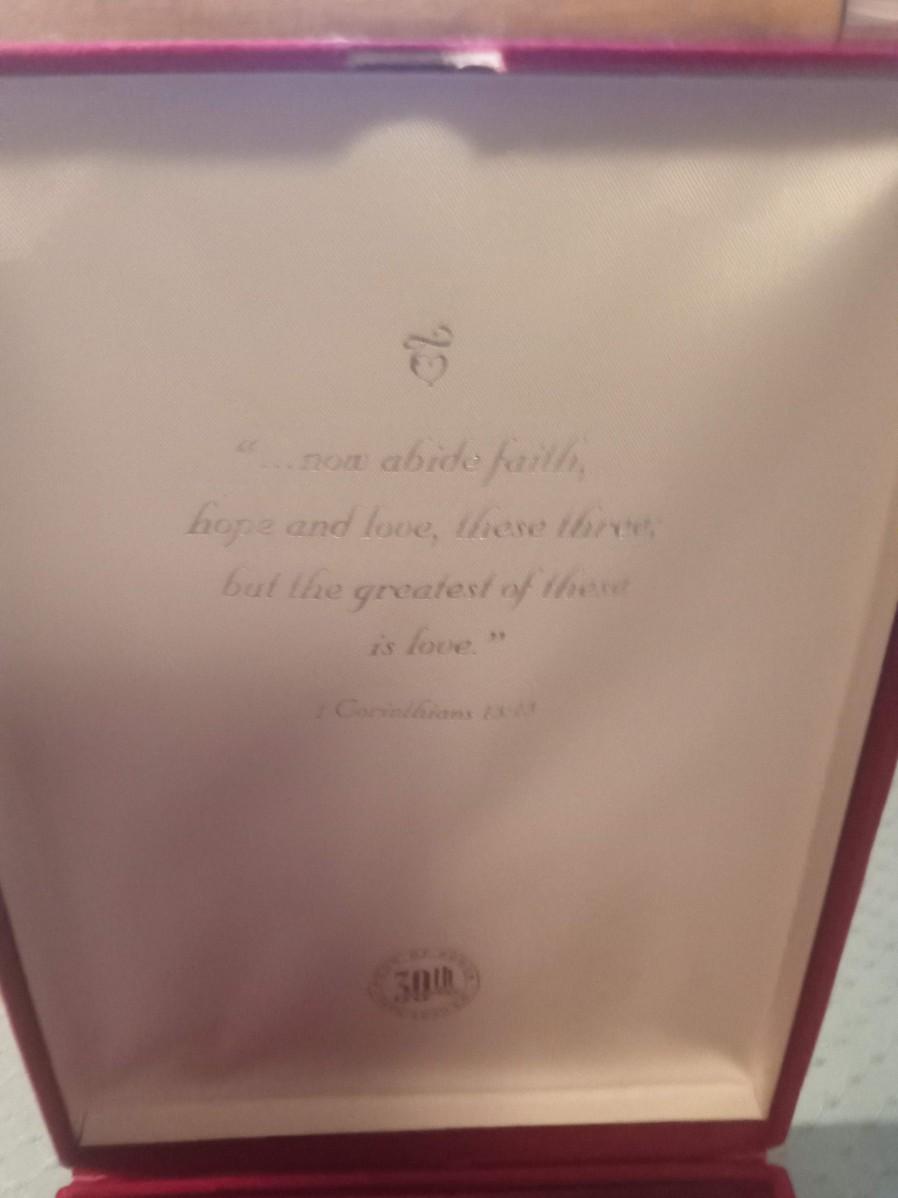 “...now abide faith,
hope and love, these three;
but the greatest of these
is love.”
1 Corinthians 13:13
30th